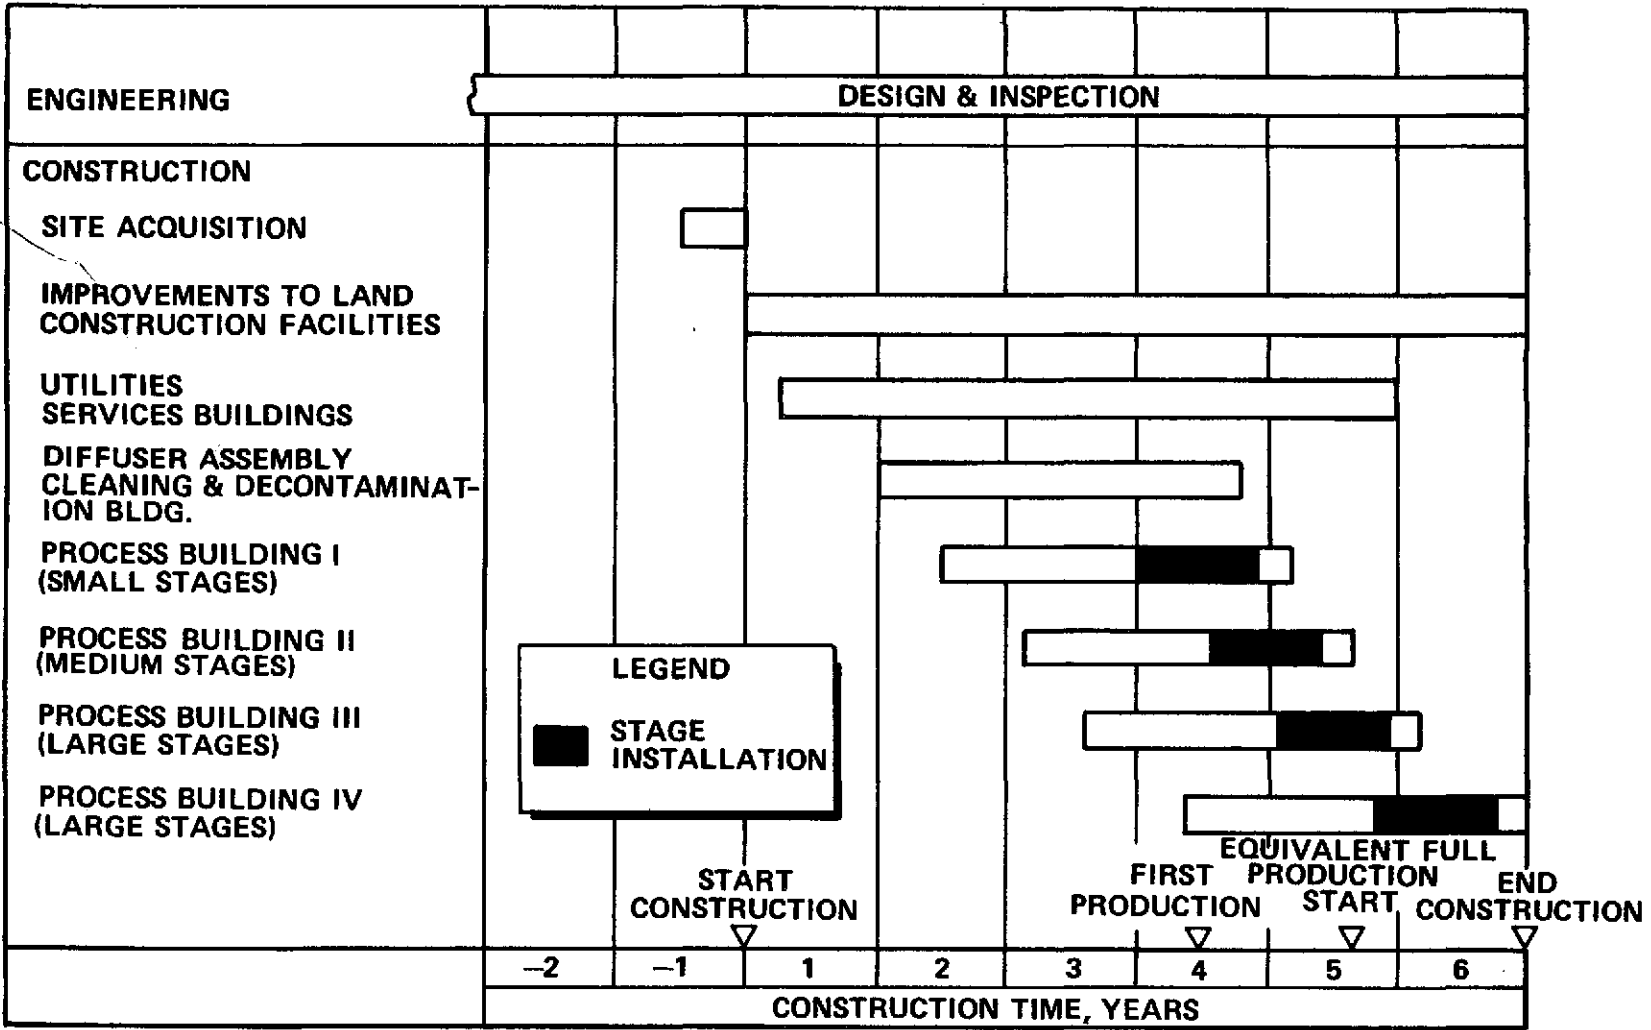 ENGINEERING
DESIGN & INSPECTION
CONSTRUCTION
SITE ACQUISITION
IMPROVEMENTS TO LAND
CONSTRUCTION FACILITIES
UTILITIES
SERVICES BUILDINGS
DIFFUSER ASSEMBLY
CLEANING & DECONTAMINAT-
ION BLDG.
PROCESS BUILDING I
(SMALL STAGES)
PROCESS BUILDING II
(MEDIUM STAGES)
PROCESS BUILDING III
(LARGE STAGES)
PROCESS BUILDING IV
(LARGE STAGES)
LEGEND
STAGE
INSTALLATION
START
CONSTRUCTION
FIRST
PRODUCTION
EQUIVALENT FULL
PRODUCTION
START
END
CONSTRUCTION
–2 –1 1 2 3 4 5 6
CONSTRUCTION TIME, YEARS